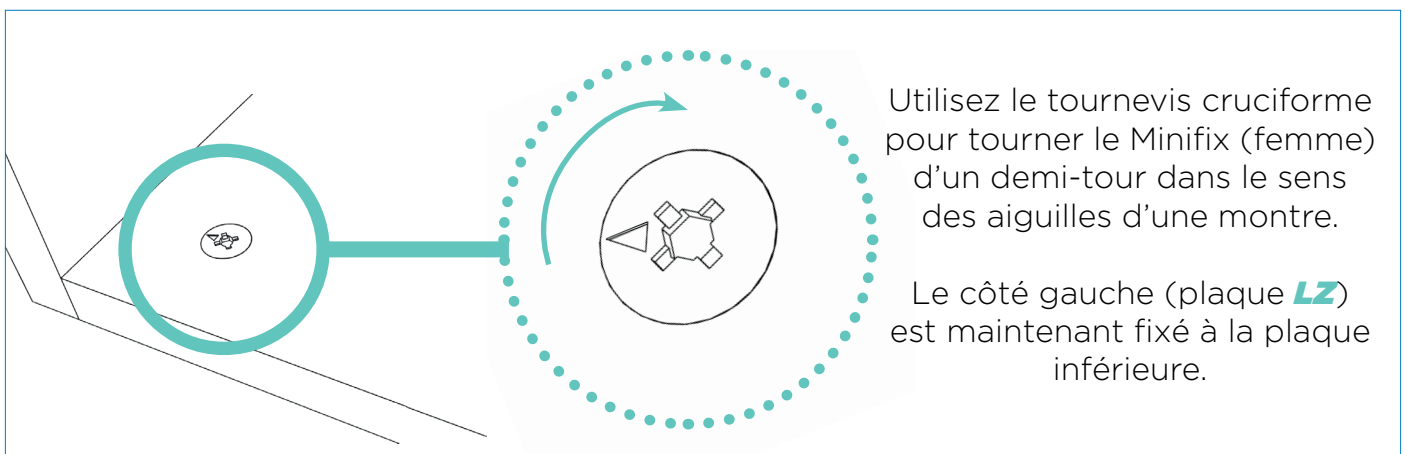 Utilisez le tournevis cruciforme
pour tourner le Minifix (femme)
d’un demi-tour dans le sens
des aiguilles d’une montre.
Le côté gauche (plaque LZ)
est maintenant fixé à la plaque
inférieure.